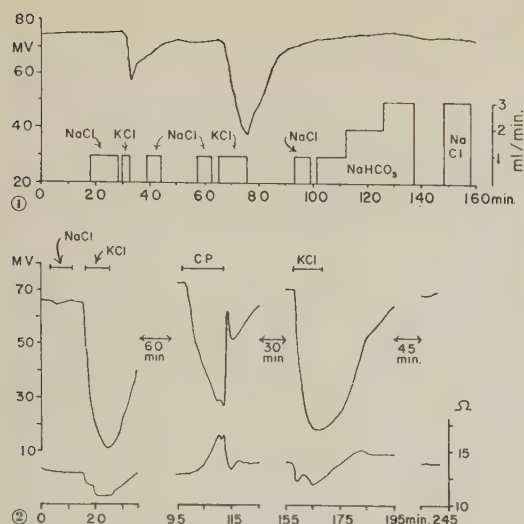 80
MV
60
40
20
NaCl KCl NaCl KCl NaCl
NaHCO₃
Na
Cl
3
2
1
ml/min.
0 20 40 60 80 100 120 140 160
min.
①
NaCl
KCl
CP
KCl
MV
70
50
30
10
60
min
30
min
45
min.
Ω
15
10
②
0 20 95 115 155 175 195min. 245